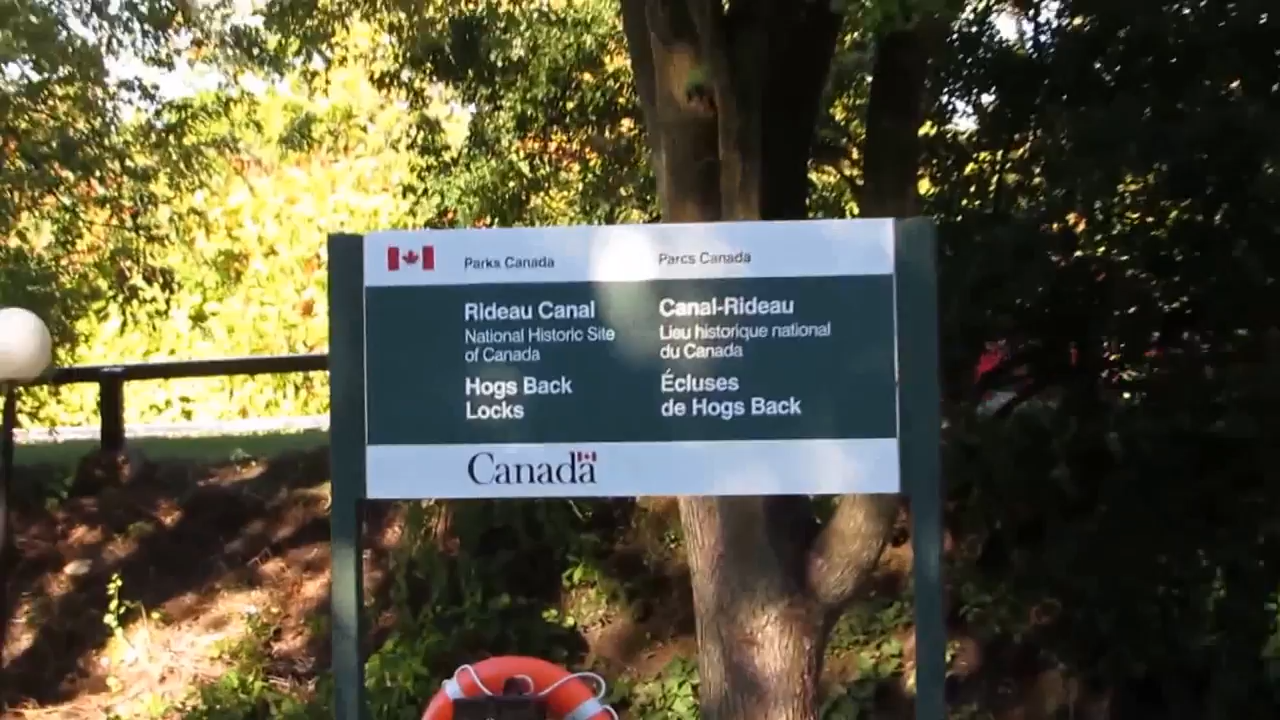 Parks Canada
Parcs Canada
Rideau Canal
National Historic Site
of Canada
Hogs Back
Locks
Canal-Rideau
Lieu historique national
du Canada
Écluses
de Hogs Back
Canada